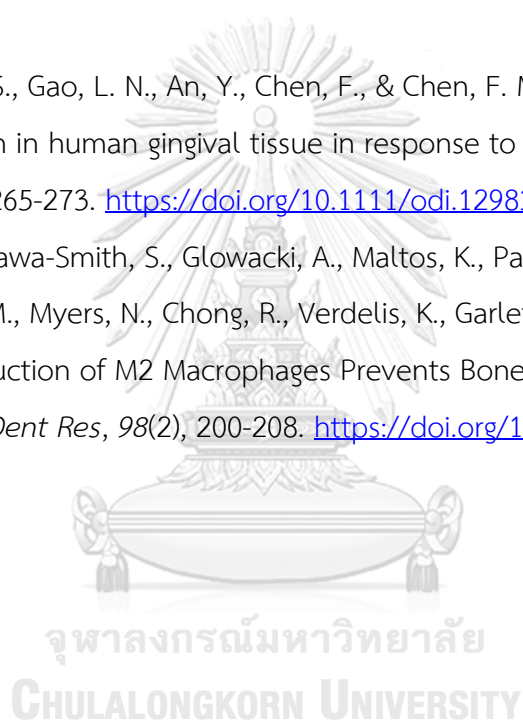 S., Gao, L. N., An, Y., Chen, F., & Chen, F. M
n in human gingival tissue in response to
265-273. https://doi.org/10.1111/odi.12983
awa-Smith, S., Glowacki, A., Maltos, K., Pa
M., Myers, N., Chong, R., Verdelis, K., Garlet
uction of M2 Macrophages Prevents Bone
Dent Res, 98(2), 200-208. https://doi.org/1
จุฬาลงกรณ์มหาวิทยาลัย
CHULALONGKORN UNIVERSITY